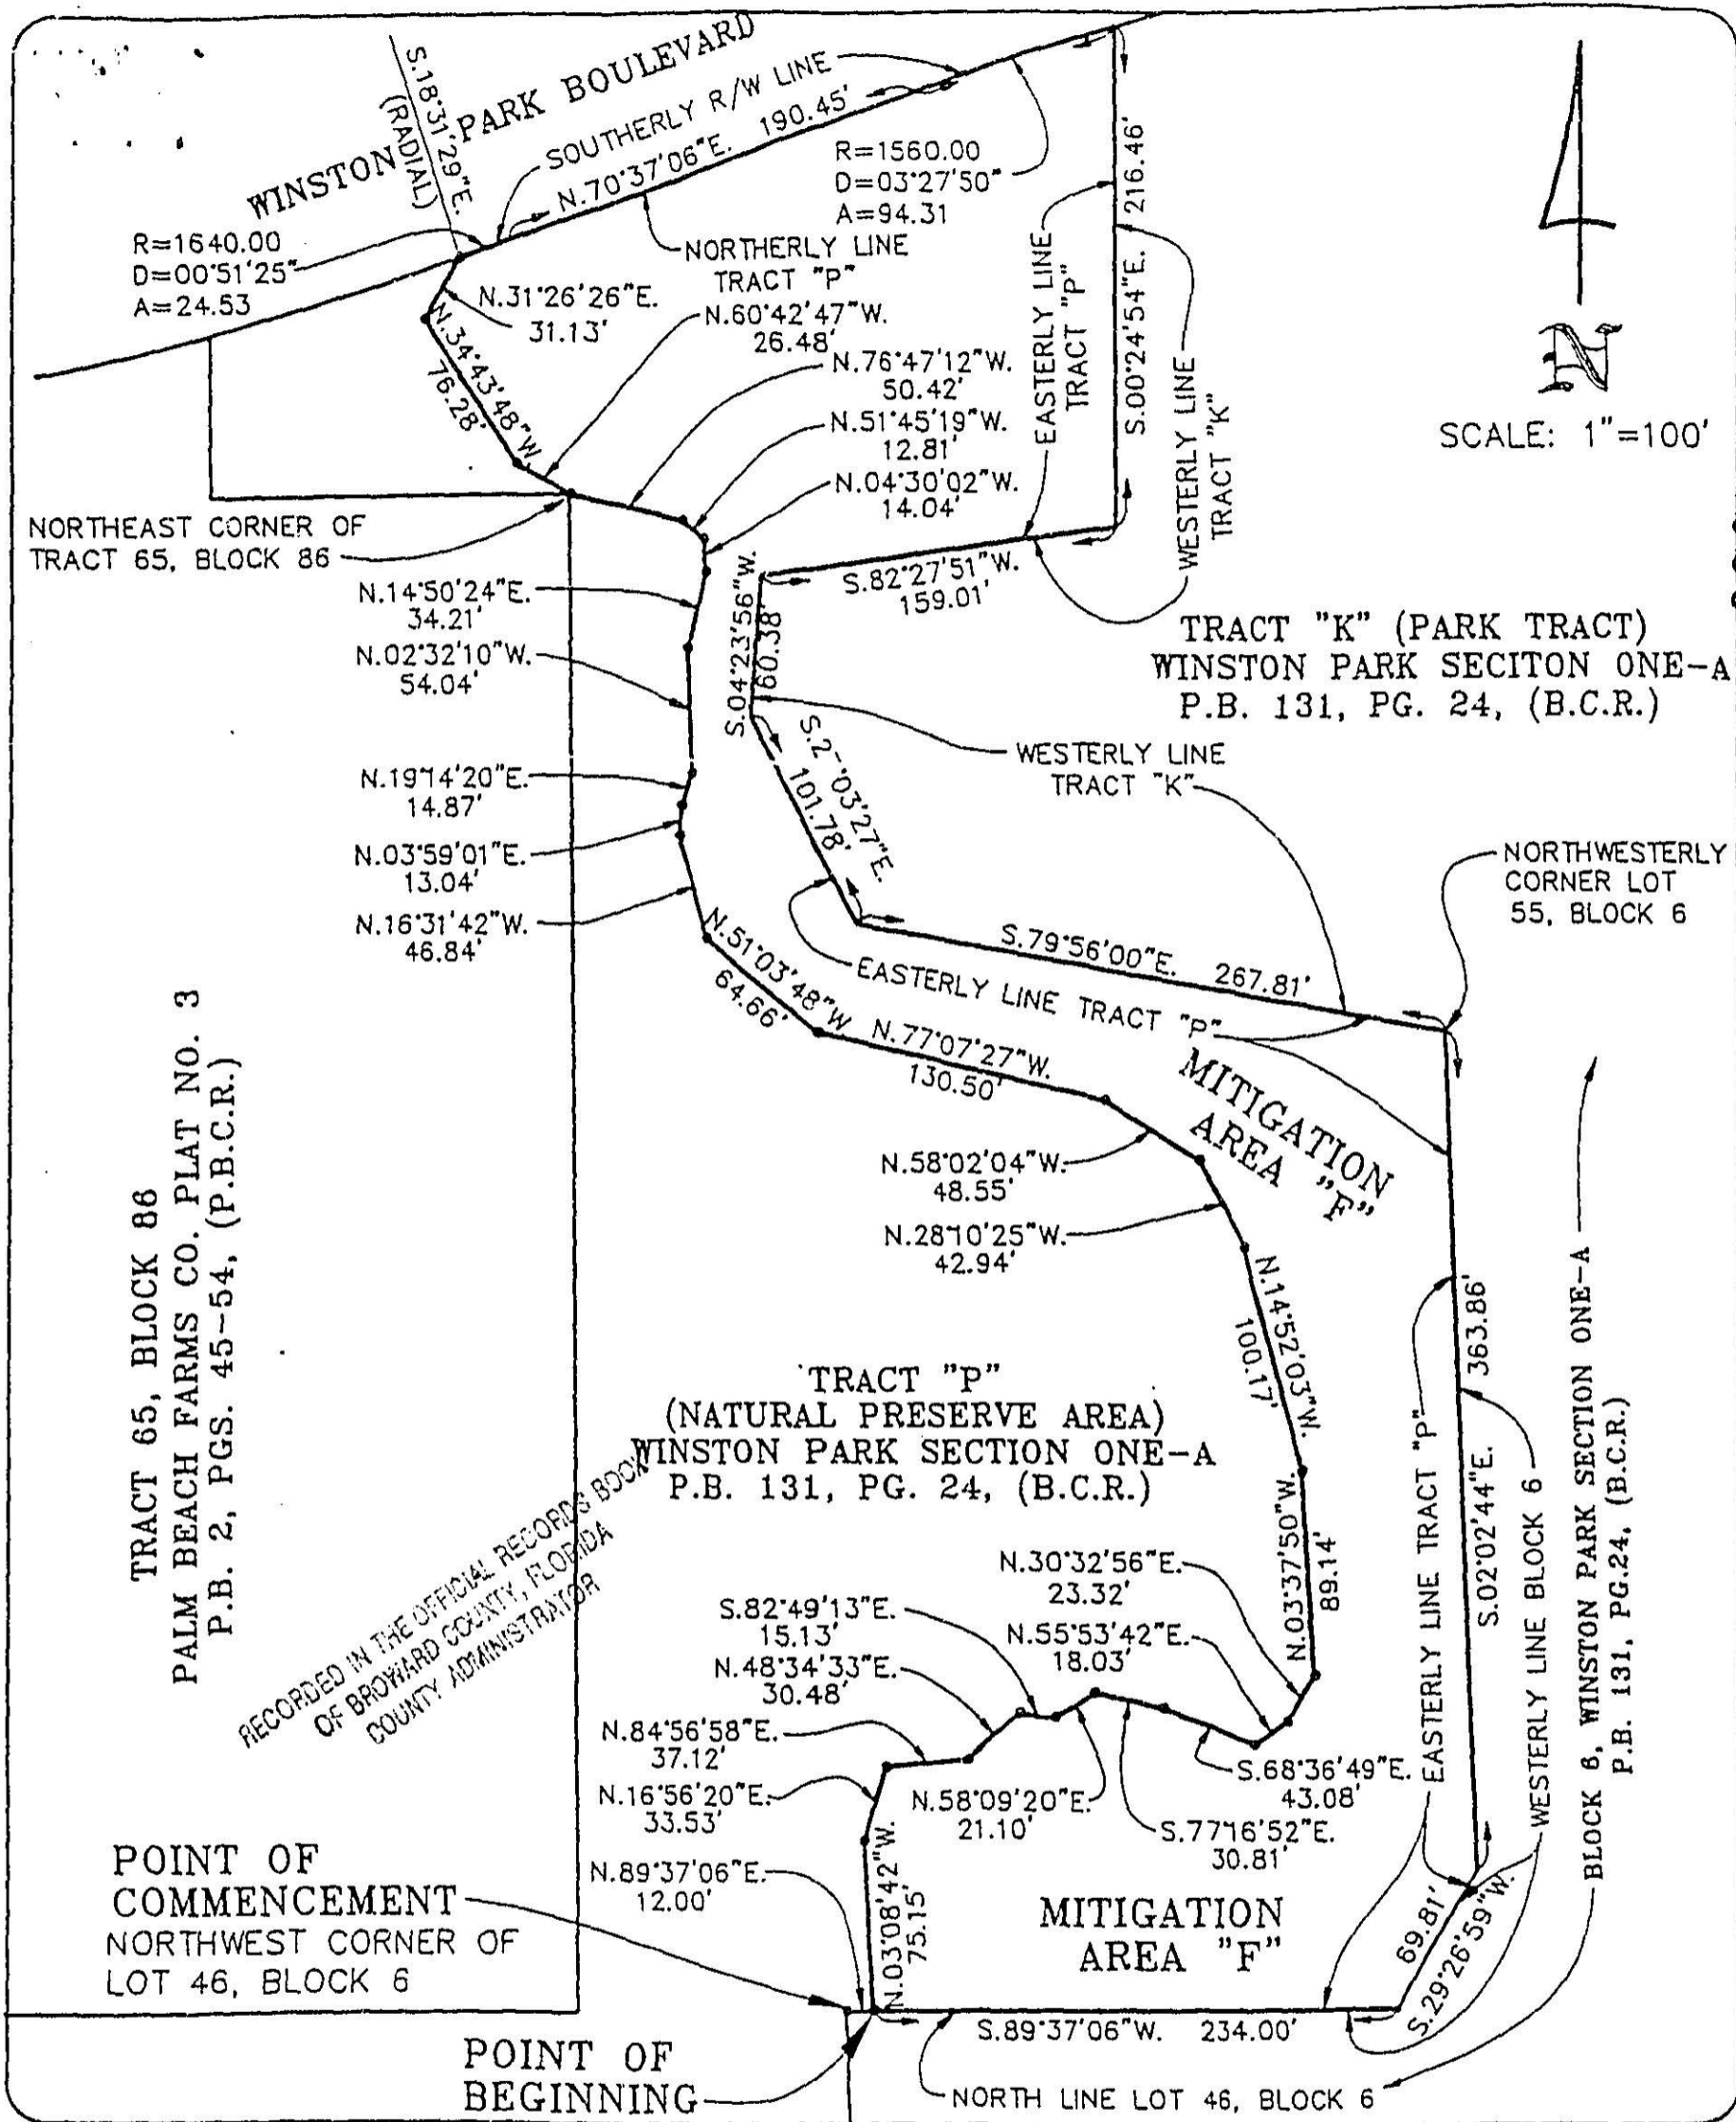 WINSTON PARK BOULEVARD
S.18°31'29"E.
(RADIAL)
SOUTHERLY R/W LINE
N.70°37'06"E. 190.45'
R=1560.00
D=03°27'50"
A=94.31
R=1640.00
D=00°51'25"
A=24.53
NORTHERLY LINE
TRACT "P"
N.31°26'26"E.
31.13'
N.34°43'48"W.
76.28'
N.60°42'47"W.
26.48'
N.76°47'12"W.
50.42'
N.51°45'19"W.
12.81'
N.04°30'02"W.
14.04'
EASTERLY LINE
TRACT "P"
S.00°24'54"E. 216.46'
WESTERLY LINE
TRACT "K"
N
SCALE: 1"=100'
NORTHEAST CORNER OF
TRACT 65, BLOCK 86
N.14°50'24"E.
34.21'
N.02°32'10"W.
54.04'
S.04°23'56"W.
60.38'
S.82°27'51"W.
159.01'
TRACT "K" (PARK TRACT)
WINSTON PARK SECITON ONE-A
P.B. 131, PG. 24, (B.C.R.)
N.19°14'20"E.
14.87'
N.03°59'01"E.
13.04'
N.16°31'42"W.
46.84'
°03'27"E.
101.78'
WESTERLY LINE
TRACT "K"
NORTHWESTERLY
CORNER LOT
55, BLOCK 6
S.79°56'00"E. 267.81'
EASTERLY LINE TRACT "P"
N.51°03'48"W
64.66'
N.77°07'27"W.
130.50'
MITIGATION
AREA "F"
N.58°02'04"W.
48.55'
N.28°10'25"W.
42.94'
N.14°52'03"W.
100.17'
TRACT 65, BLOCK 86
PALM BEACH FARMS CO. PLAT NO. 3
P.B. 2, PGS. 45-54, (P.B.C.R.)
TRACT "P"
(NATURAL PRESERVE AREA)
WINSTON PARK SECTION ONE-A
P.B. 131, PG. 24, (B.C.R.)
RECORDED IN THE OFFICIAL RECORDS BOOK
OF BROWARD COUNTY, FLORIDA
COUNTY ADMINISTRATOR
N.03°37'50"W.
89.14'
EASTERLY LINE TRACT "P"
S.02°02'44"E. 363.86'
WESTERLY LINE BLOCK 6
BLOCK 6, WINSTON PARK SECTION ONE-A
P.B. 131, PG.24, (B.C.R.)
N.30°32'56"E.
23.32'
S.82°49'13"E.
15.13'
N.55°53'42"E.
18.03'
N.48°34'33"E.
30.48'
N.84°56'58"E.
37.12'
N.16°56'20"E.
33.53'
N.58°09'20"E.
21.10'
S.68°36'49"E.
43.08'
S.77°16'52"E.
30.81'
N.89°37'06"E.
12.00'
N.03°08'42"W.
75.15'
POINT OF
COMMENCEMENT
NORTHWEST CORNER OF
LOT 46, BLOCK 6
MITIGATION
AREA "F"
69.81'
S.29°26'59"W.
S.89°37'06"W. 234.00'
POINT OF
BEGINNING
NORTH LINE LOT 46, BLOCK 6